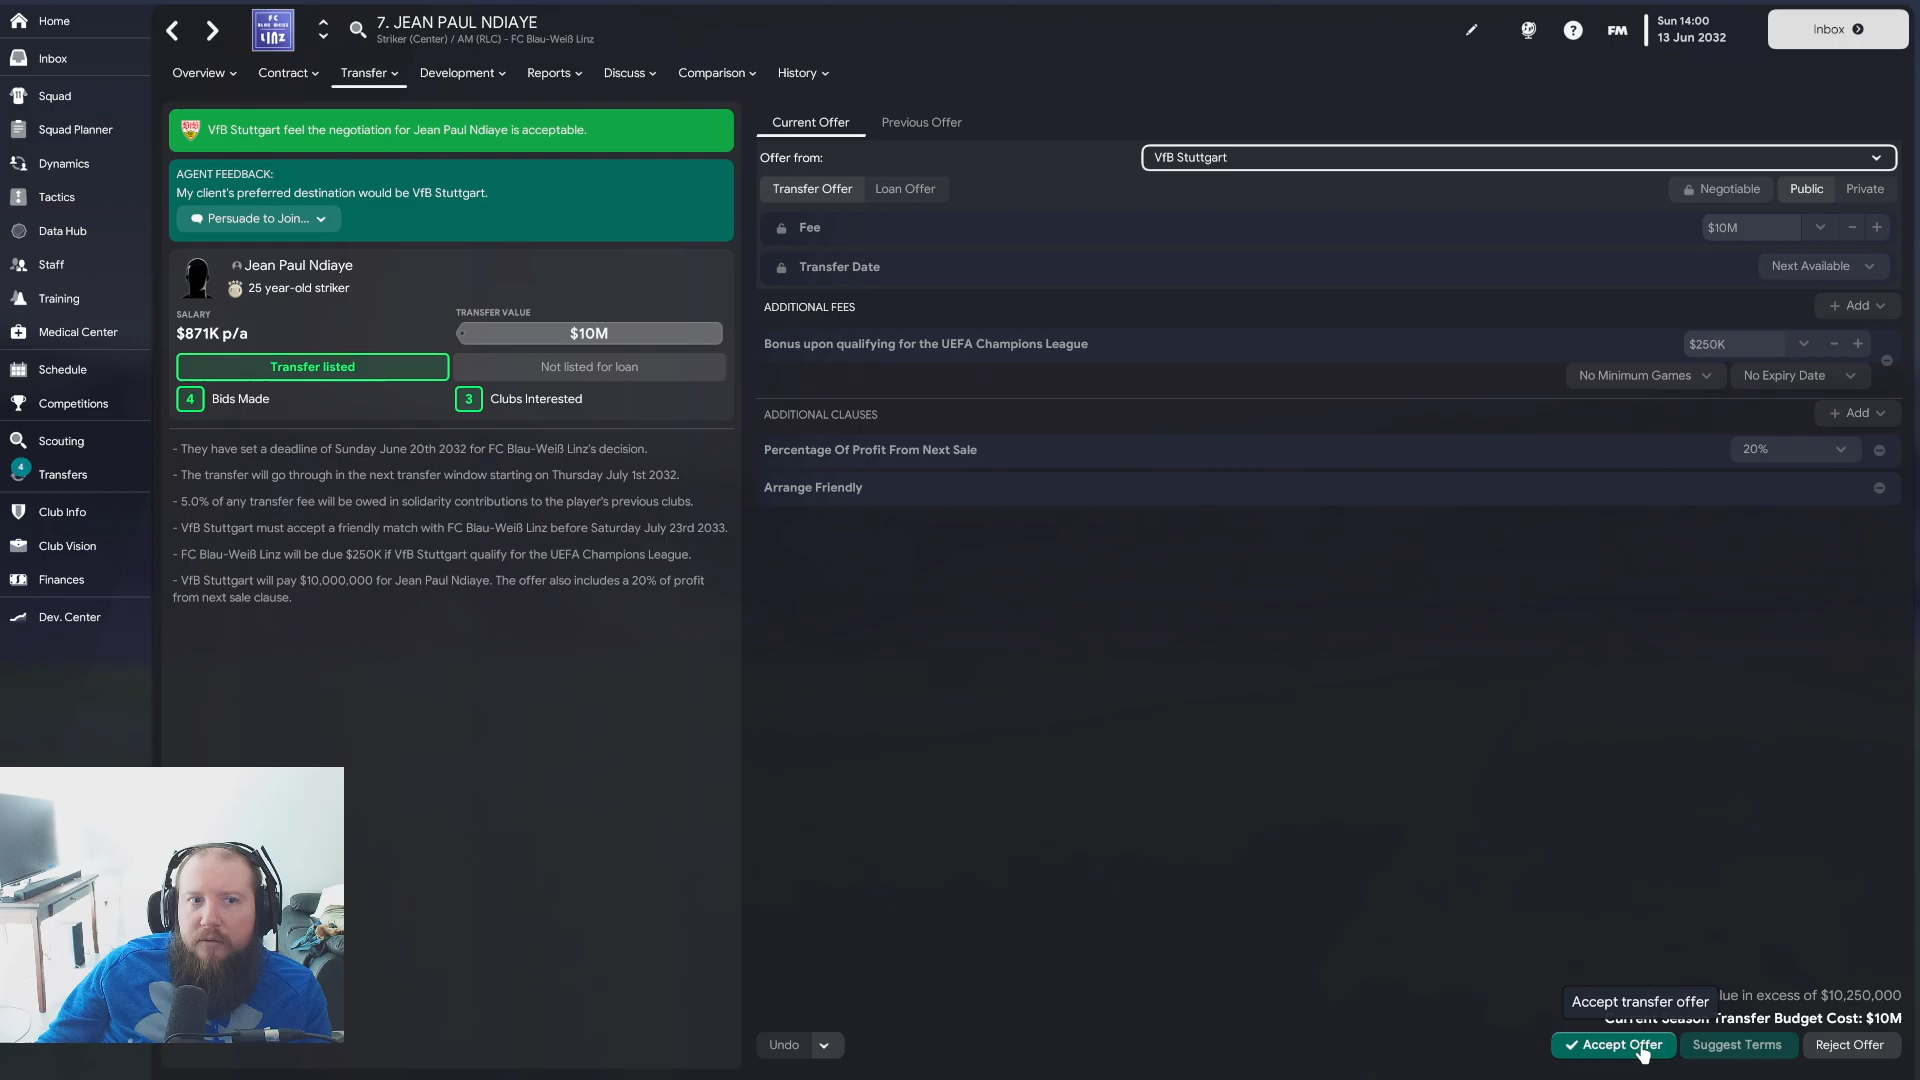 Home
Inbox
Squad
Squad Planner
Dynamics
Tactics
Data Hub
Staff
Training
Medical Center
Schedule
Competitions
Scouting
4
Transfers
Club Info
Club Vision
Finances
Dev. Center
FC
BLAU WEISS
LINZ
7. JEAN PAUL NDIAYE
Striker (Center) / AM (RLC) - FC Blau-Weiß Linz
FM
Sun 14:00
13 Jun 2032
Inbox
Overview
Contract
Transfer
Development
Reports
Discuss
Comparison
History
VfB Stuttgart feel the negotiation for Jean Paul Ndiaye is acceptable.
AGENT FEEDBACK:
My client's preferred destination would be VfB Stuttgart.
Persuade to Join...
Jean Paul Ndiaye
25 year-old striker
SALARY
$871K p/a
TRANSFER VALUE
$10M
Transfer listed
Not listed for loan
4 Bids Made
3 Clubs Interested
- They have set a deadline of Sunday June 20th 2032 for FC Blau-Weiß Linz's decision.
- The transfer will go through in the next transfer window starting on Thursday July 1st 2032.
- 5.0% of any transfer fee will be owed in solidarity contributions to the player's previous clubs.
- VfB Stuttgart must accept a friendly match with FC Blau-Weiß Linz before Saturday July 23rd 2033.
- FC Blau-Weiß Linz will be due $250K if VfB Stuttgart qualify for the UEFA Champions League.
- VfB Stuttgart will pay $10,000,000 for Jean Paul Ndiaye. The offer also includes a 20% of profit
from next sale clause.
Current Offer
Previous Offer
Offer from:
VfB Stuttgart
Transfer Offer
Loan Offer
Negotiable
Public
Private
Fee
$10M
Transfer Date
Next Available
ADDITIONAL FEES
+ Add
Bonus upon qualifying for the UEFA Champions League
$250K
No Minimum Games
No Expiry Date
ADDITIONAL CLAUSES
+ Add
Percentage Of Profit From Next Sale
20%
Arrange Friendly
Accept transfer offer
lue in excess of $10,250,000
Current Season Transfer Budget Cost: $10M
Undo
Accept Offer
Suggest Terms
Reject Offer